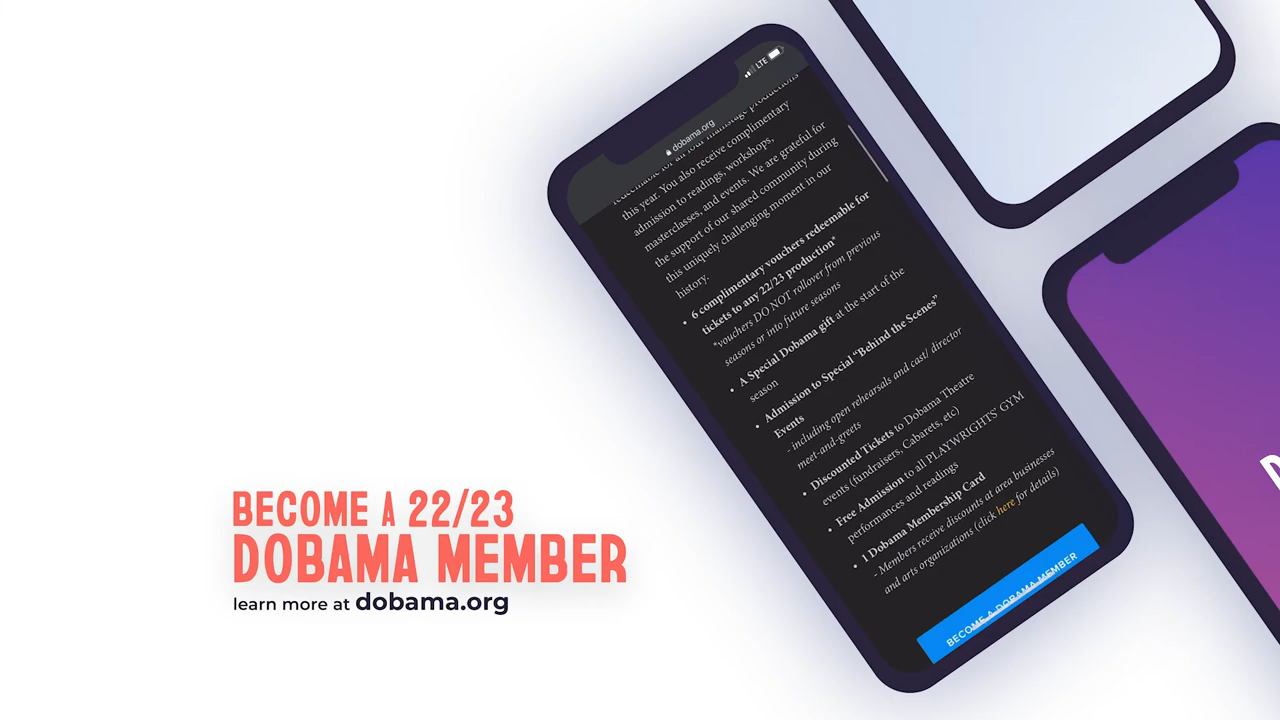 LTE
dobama.org
redeemable for all four mainstage productions
this year. You also receive complimentary
admission to readings, workshops,
masterclasses, and events. We are grateful for
the support of our shared community during
this uniquely challenging moment in our
history.
• 6 complimentary vouchers redeemable for
tickets to any 22/23 production*
*vouchers DO NOT rollover from previous
seasons or into future seasons
• A Special Dobama gift at the start of the
season
• Admission to Special “Behind the Scenes”
Events
- including open rehearsals and cast/ director
meet-and-greets
• Discounted Tickets to Dobama Theatre
events (fundraisers, Cabarets, etc)
• Free Admission to all PLAYWRIGHTS' GYM
performances and readings
• 1 Dobama Membership Card
- Members receive discounts at area businesses
and arts organizations (click here for details)
BECOME A DOBAMA MEMBER
BECOME A 22/23
DOBAMA MEMBER
learn more at dobama.org